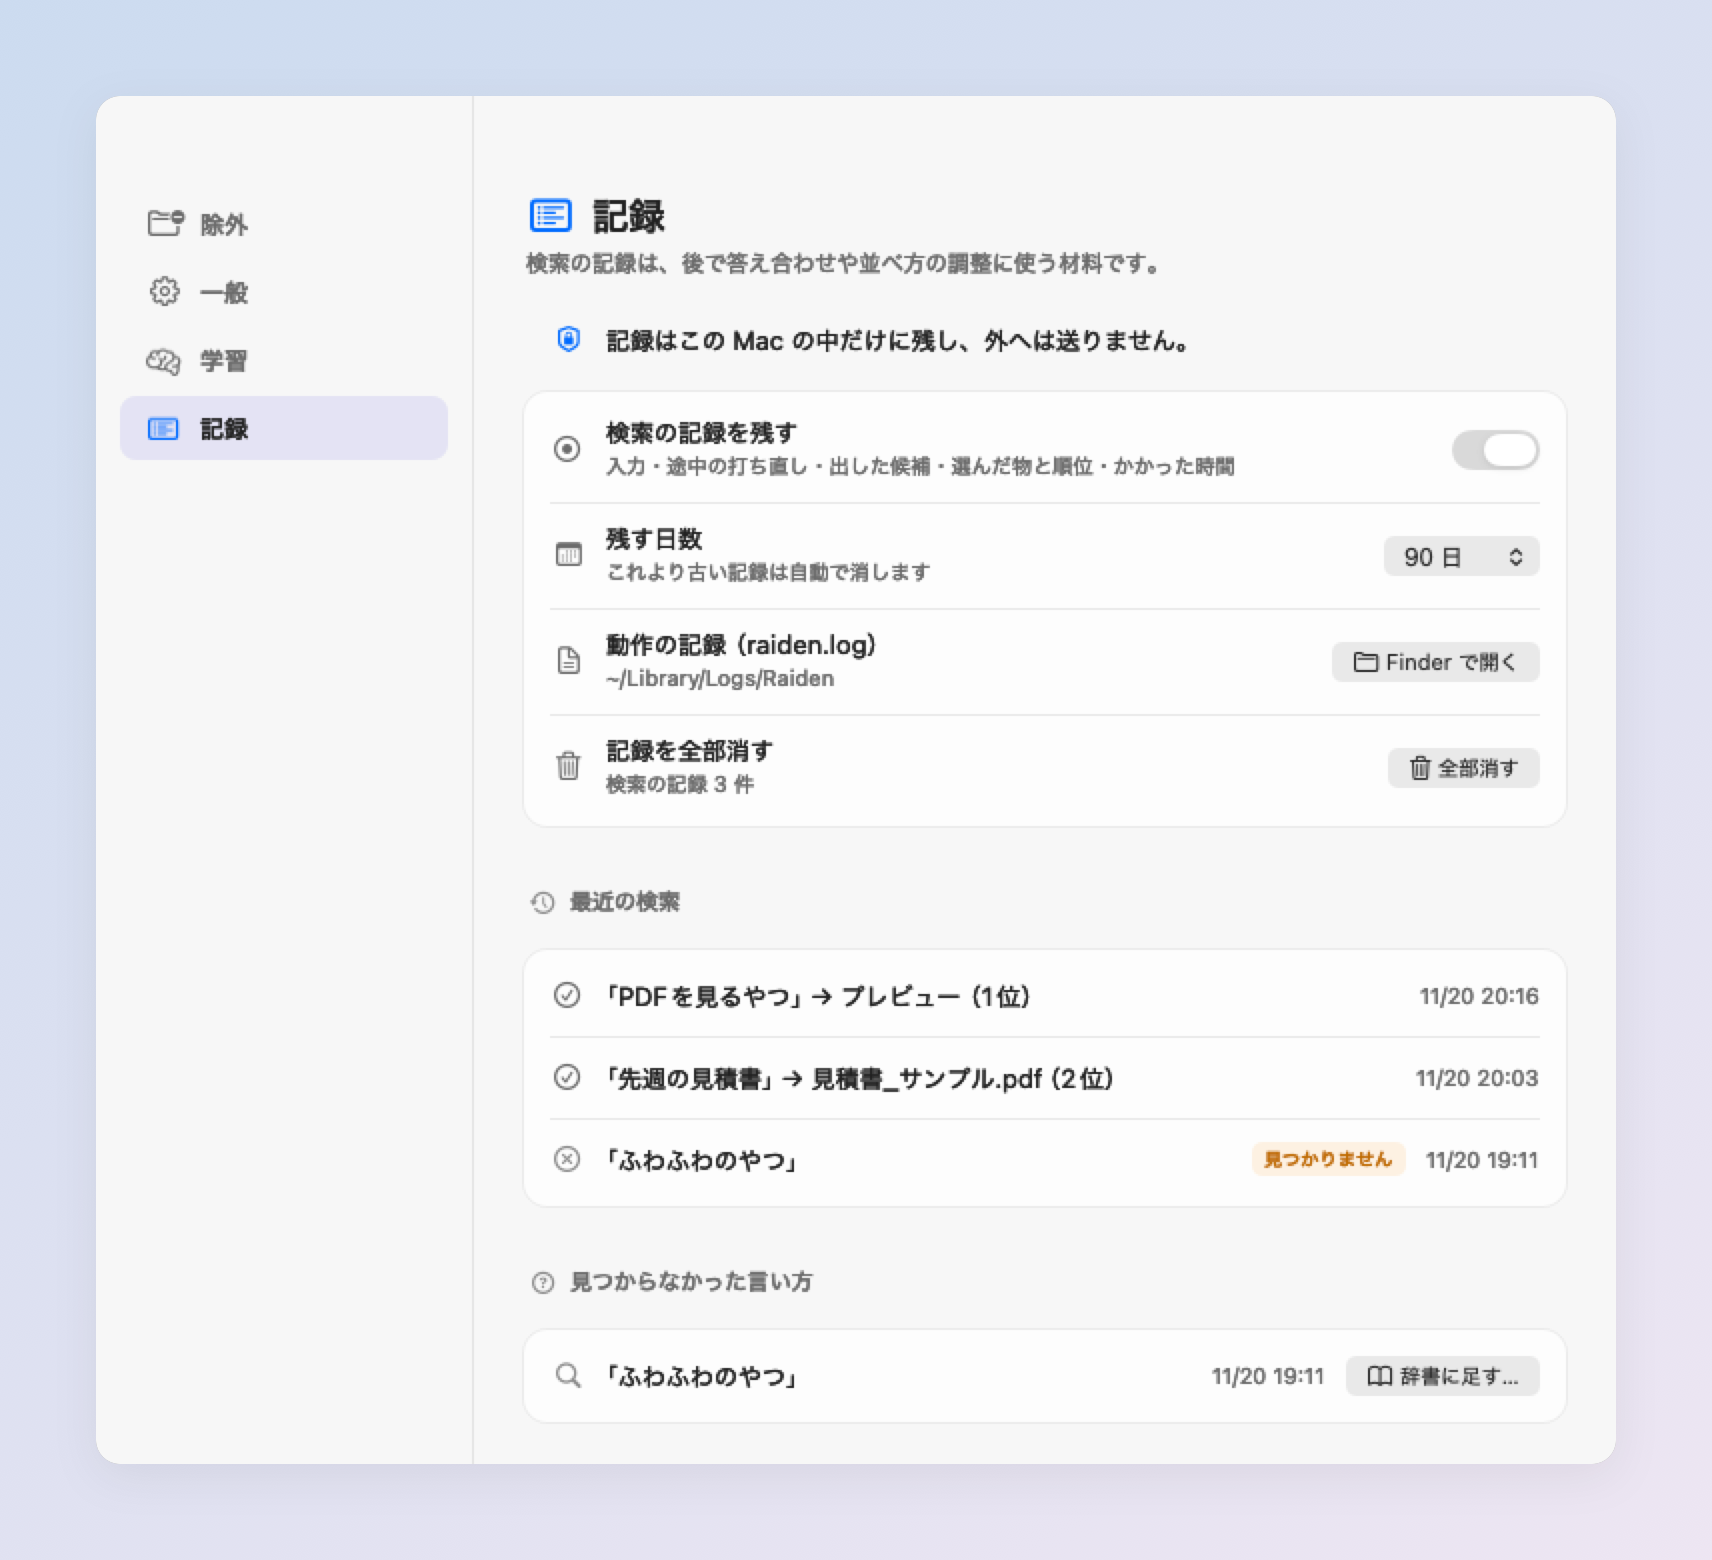 除外
一般
学習
記録
記録
検索の記録は、後で答え合わせや並べ方の調整に使う材料です。
記録はこの Mac の中だけに残し、外へは送りません。
検索の記録を残す
入力・途中の打ち直し・出した候補・選んだ物と順位・かかった時間
残す日数
これより古い記録は自動で消します
90 日
動作の記録（raiden.log）
~/Library/Logs/Raiden
Finder で開く
記録を全部消す
検索の記録 3 件
全部消す
最近の検索
「PDFを見るやつ」→ プレビュー（1位） 11/20 20:16
「先週の見積書」→ 見積書_サンプル.pdf（2位） 11/20 20:03
「ふわふわのやつ」 見つかりません 11/20 19:11
見つからなかった言い方
「ふわふわのやつ」 11/20 19:11 辞書に足す...